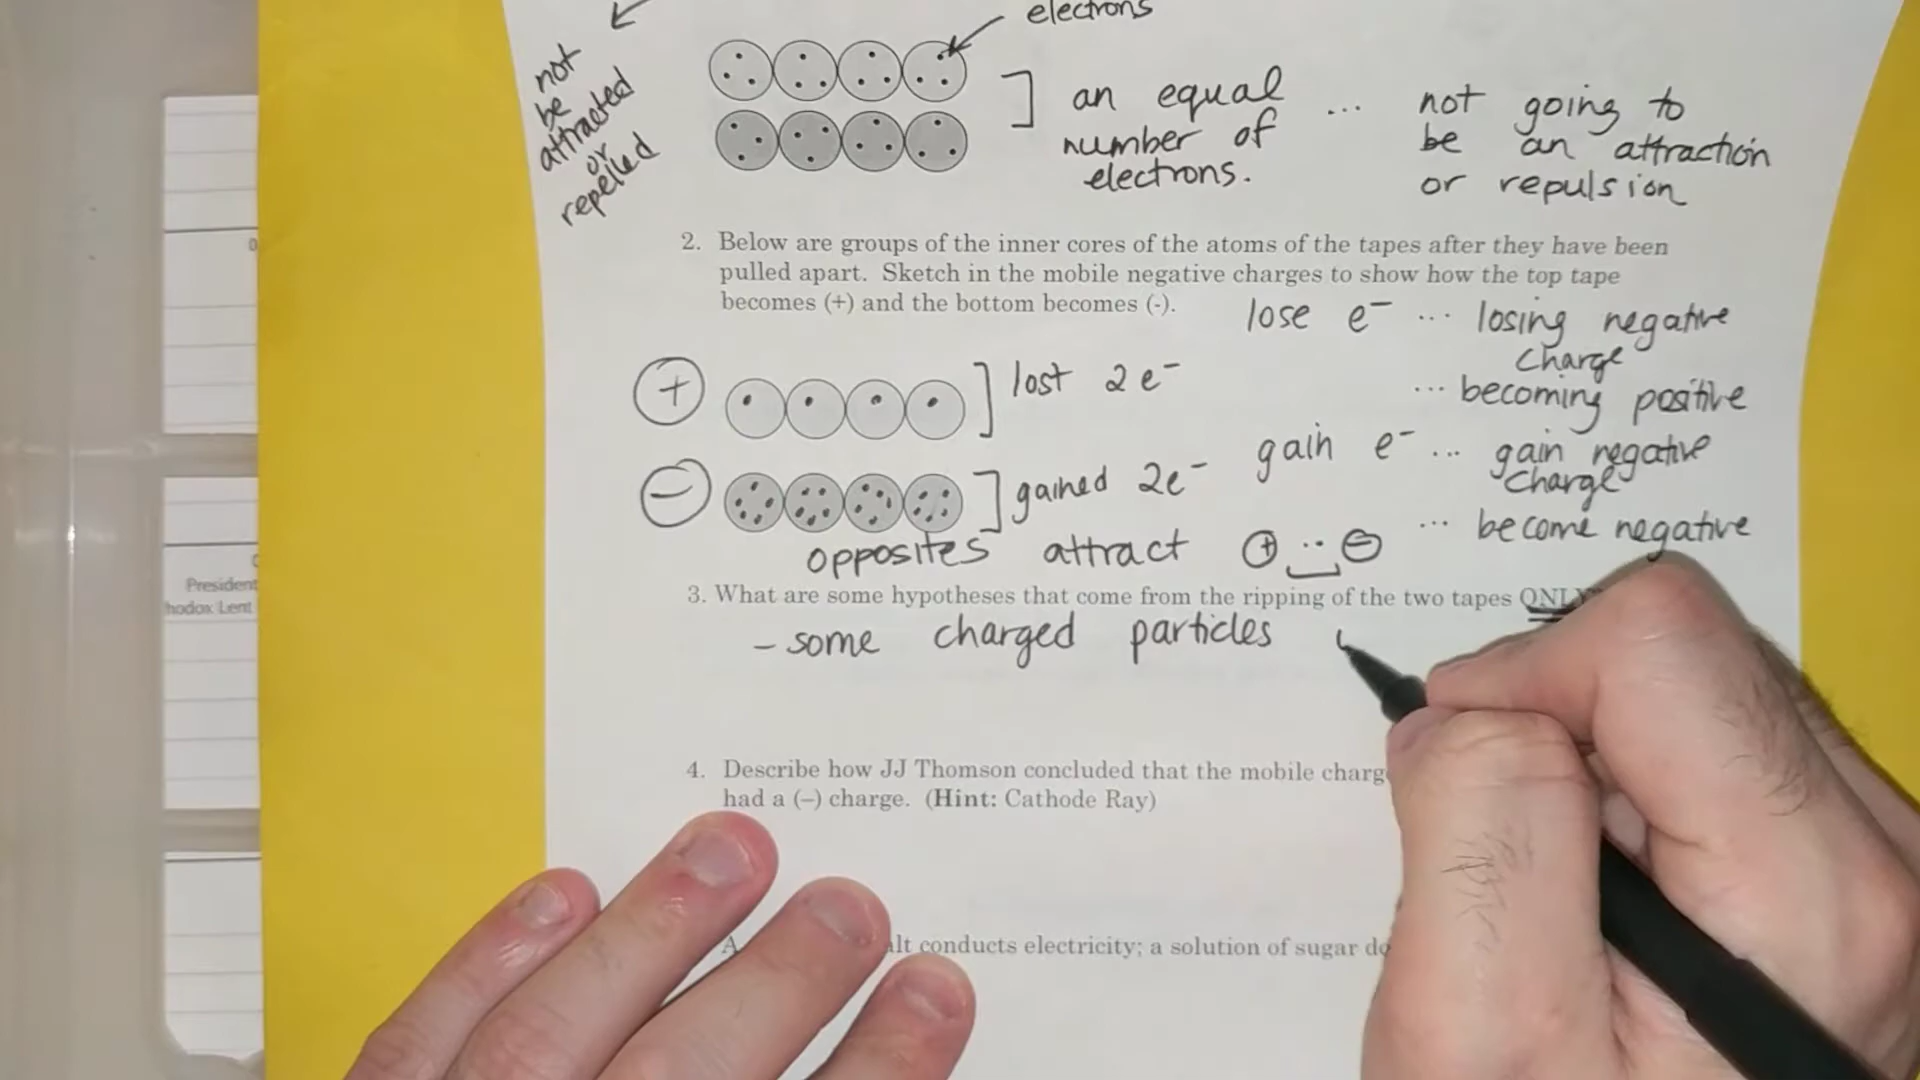 electrons
not
be
attracted
or
repelled
] an equal
number of
electrons.
... not going to
be an attraction
or repulsion
2. Below are groups of the inner cores of the atoms of the tapes after they have been
pulled apart. Sketch in the mobile negative charges to show how the top tape
becomes (+) and the bottom becomes (-).
lose e⁻ ... losing negative
charge
... becoming positive
+ ] lost 2e⁻
gain e⁻ ... gain negative
charge
... become negative
− ] gained 2e⁻
opposites attract + .. −
3. What are some hypotheses that come from the ripping of the two tapes ONLY
- some charged particles
4. Describe how JJ Thomson concluded that the mobile charg
had a (–) charge. (Hint: Cathode Ray)
A
alt conducts electricity; a solution of sugar do
President
hodox Lent